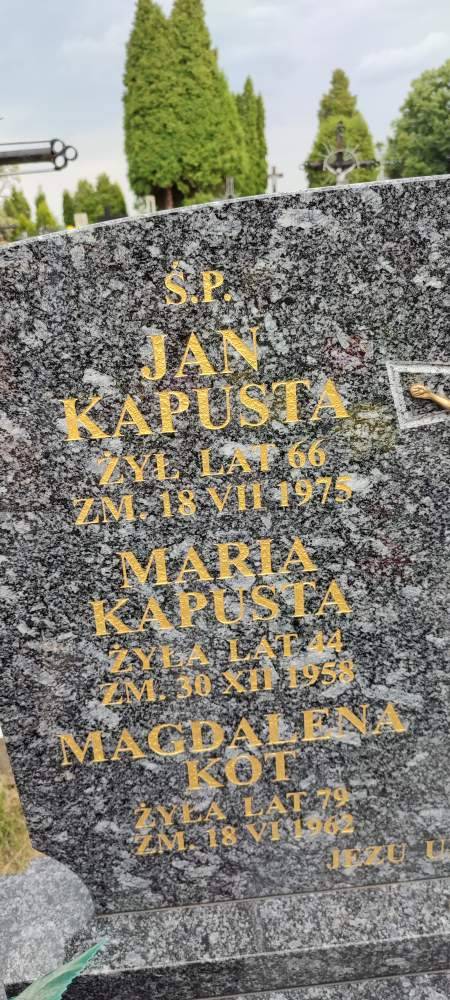 Ś.P.
JAN
KAPUSTA
ŻYŁ LAT 66
ZM. 18 VII 1975
MARIA
KAPUSTA
ŻYŁA LAT 44
ZM. 30 XII 1958
MAGDALENA
KOT
ŻYŁA LAT 79
ZM. 18 VI 1962
JEZU U